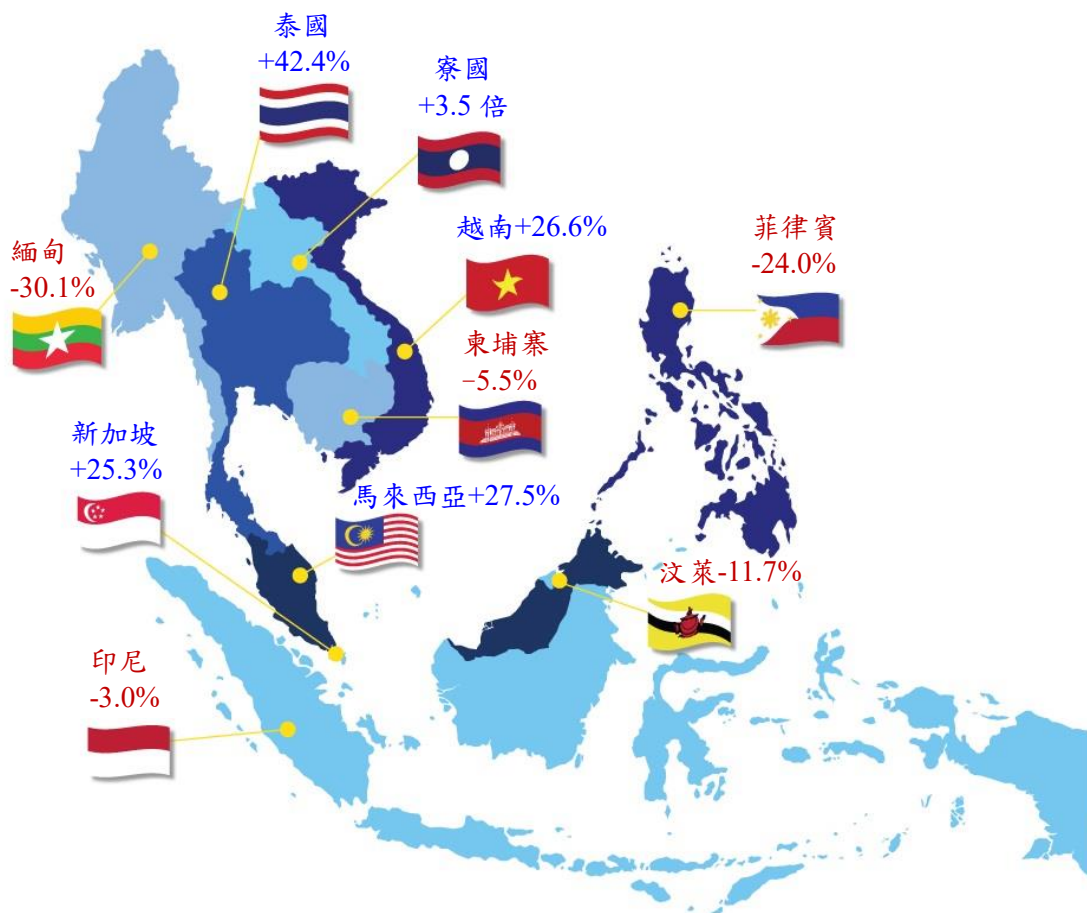 泰國
+42.4%
寮國
+3.5 倍
越南+26.6%
菲律賓
-24.0%
緬甸
-30.1%
柬埔寨
-5.5%
新加坡
+25.3%
馬來西亞+27.5%
汶萊-11.7%
印尼
-3.0%